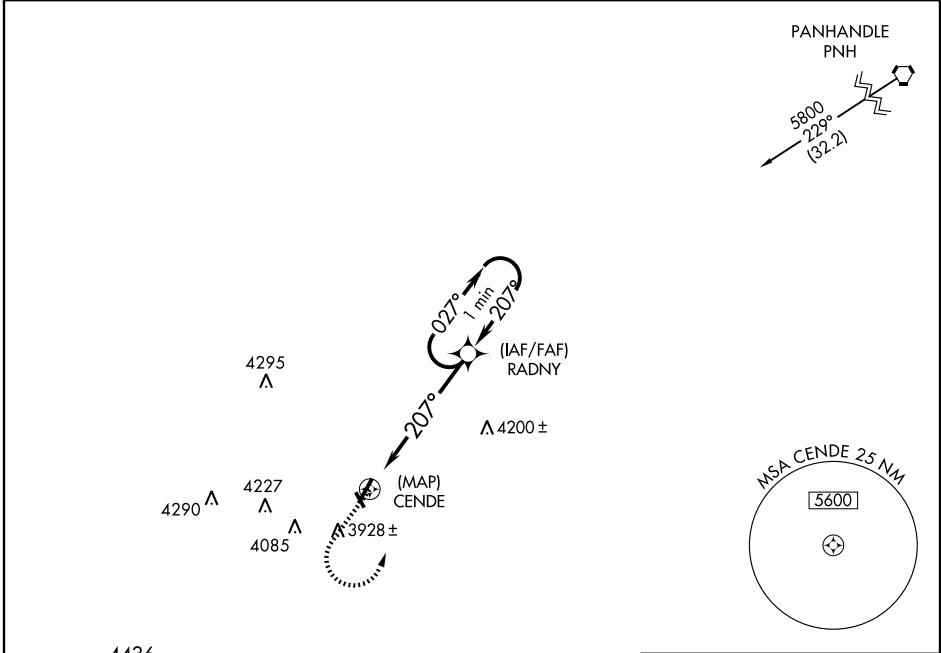 PANHANDLE
PNH
5800
229°
(32.2)
027°
1 min
207°
(IAF/FAF)
RADNY
4295
207°
4200 ±
(MAP)
CENDE
4290
4227
4085
3928 ±
MSA CENDE 25 NM
5600